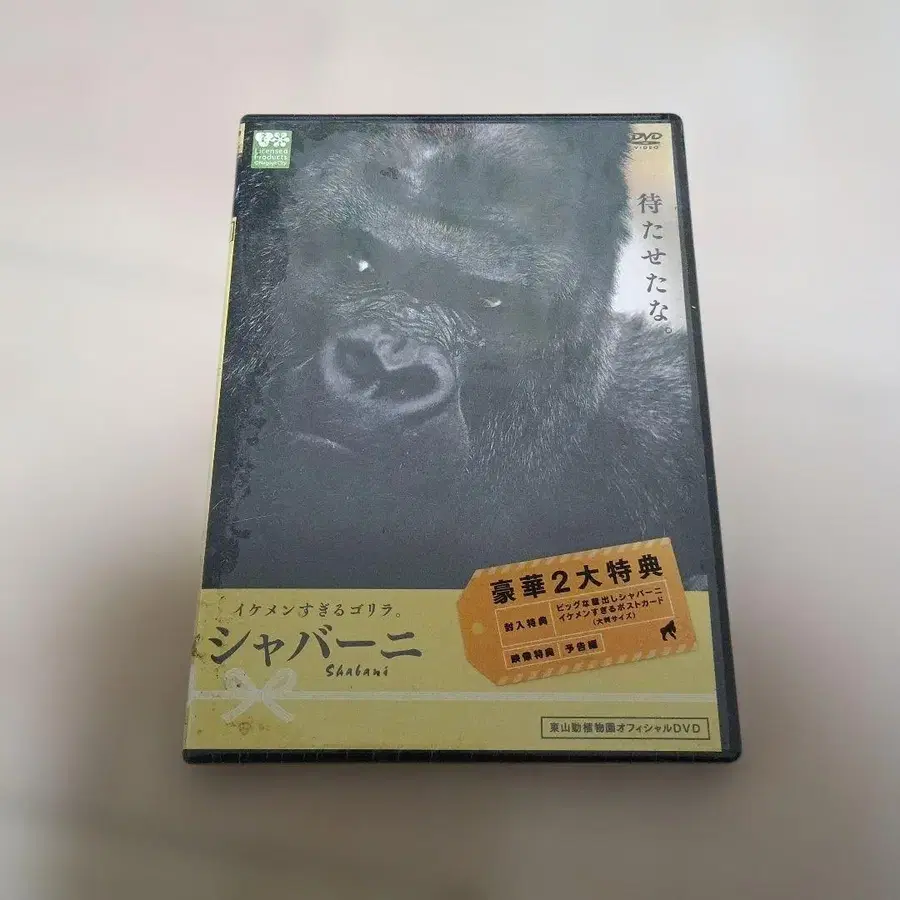 Licensed
Products
DVD
VIDEO
待たせたな。
イケメンすぎるゴリラ。
シャバーニ
Shabani
豪華2大特典
封入特典
ビッグな蔵出しシャバーニ
イケメンすぎるポストカード
(大判サイズ)
映像特典
予告編
東山動植物園オフィシャルDVD